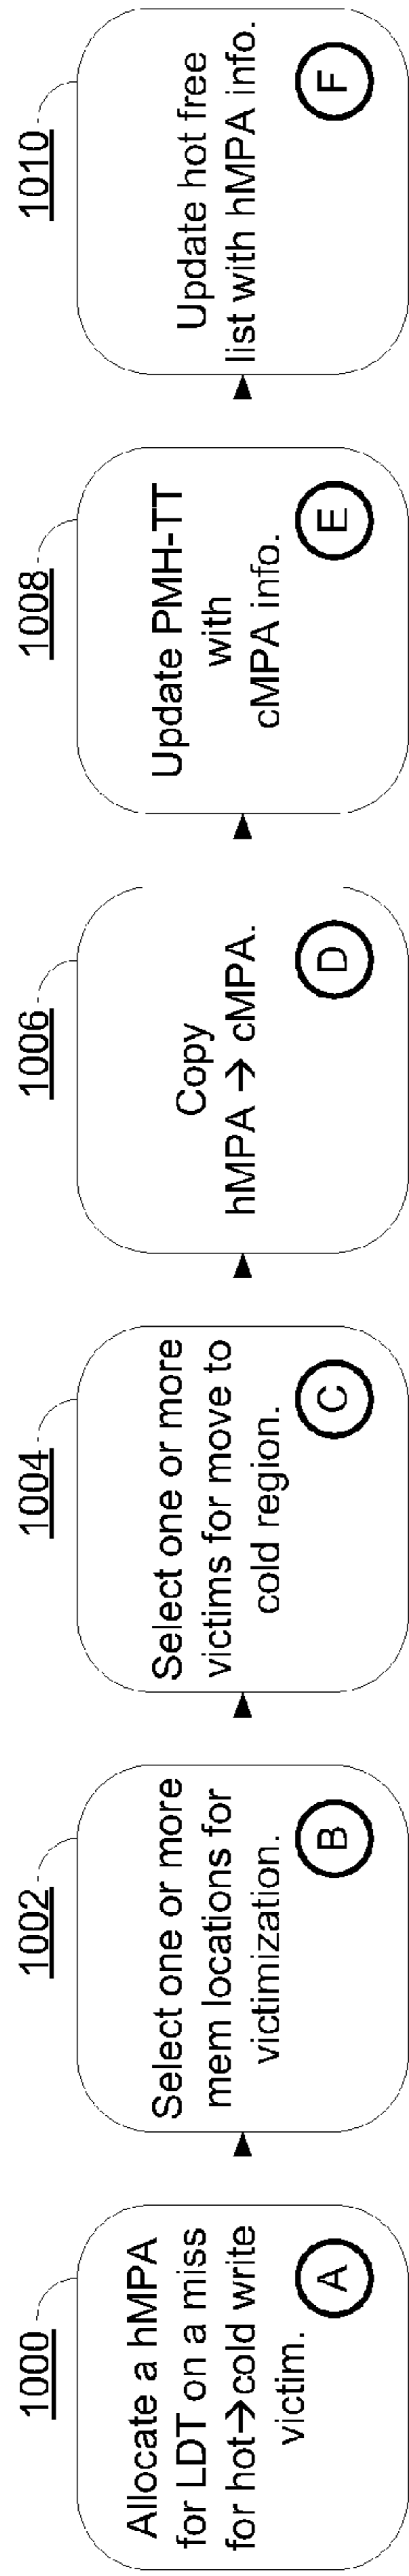 1000
Allocate a hMPA
for LDT on a miss
for hot→cold write
victim.
A
1002
Select one or more
mem locations for
victimization.
B
1004
Select one or more
victims for move to
cold region.
C
1006
Copy
hMPA → cMPA.
D
1008
Update PMH-TT
with
cMPA info.
E
1010
Update hot free
list with hMPA info.
F